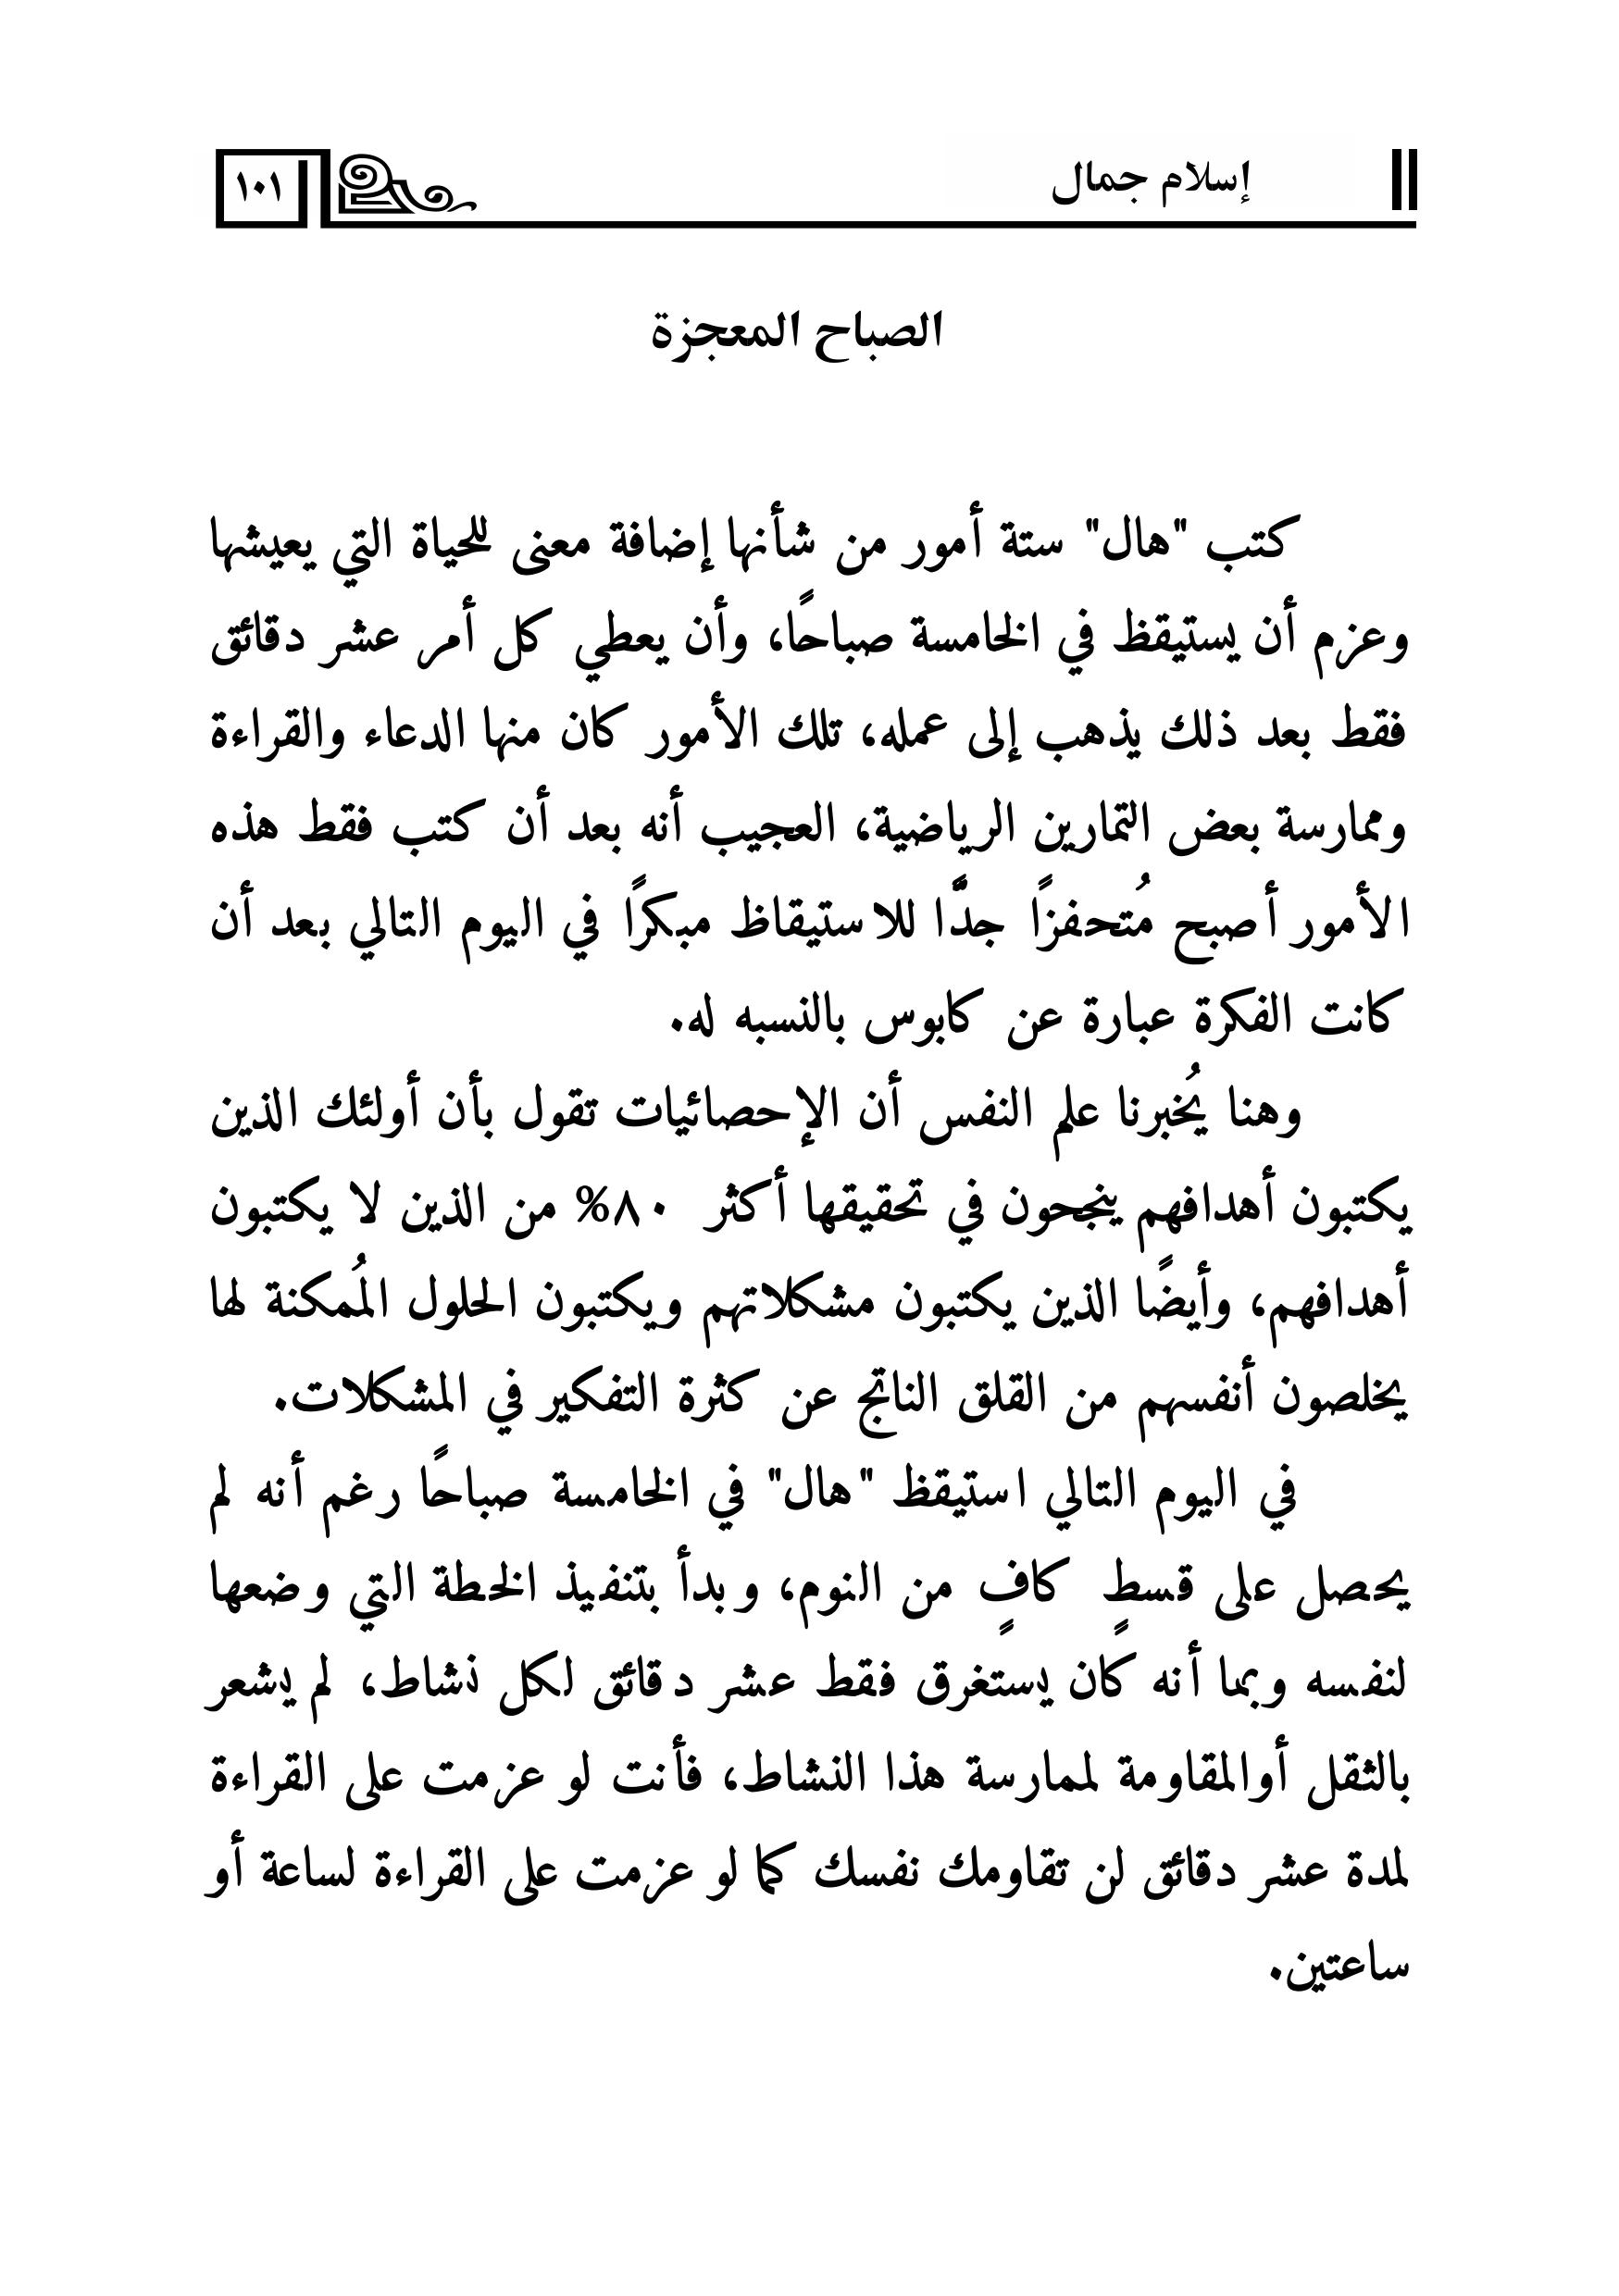 إسلام جمال
١٠١
الصباح المعجزة
كتب "هال" ستة أمور من شأنها إضافة معنى للحياة التي يعيشها
وعزم أن يستيقظ في الخامسة صباحًا، وأن يعطي كل أمر عشر دقائق
فقط بعد ذلك يذهب إلى عمله، تلك الأمور كان منها الدعاء والقراءة
وممارسة بعض التمارين الرياضية، العجيب أنه بعد أن كتب فقط هذه
الأمور أصبح مُتحفزًا جدًّا للاستيقاظ مبكرًا في اليوم التالي بعد أن
كانت الفكرة عبارة عن كابوس بالنسبه له.
وهنا يُخبرنا علم النفس أن الإحصائيات تقول بأن أولئك الذين
يكتبون أهدافهم ينجحون في تحقيقها أكثر ٨٠% من الذين لا يكتبون
أهدافهم، وأيضًا الذين يكتبون مشكلاتهم ويكتبون الحلول المُمكنة لها
يخلصون أنفسهم من القلق الناتج عن كثرة التفكير في المشكلات.
في اليوم التالي استيقظ "هال" في الخامسة صباحًا رغم أنه لم
يحصل على قسطٍ كافٍ من النوم، وبدأ بتنفيذ الخطة التي وضعها
لنفسه وبما أنه كان يستغرق فقط عشر دقائق لكل نشاط، لم يشعر
بالثقل أوالمقاومة لممارسة هذا النشاط، فأنت لو عزمت على القراءة
لمدة عشر دقائق لن تقاومك نفسك كما لو عزمت على القراءة لساعة أو
ساعتين.